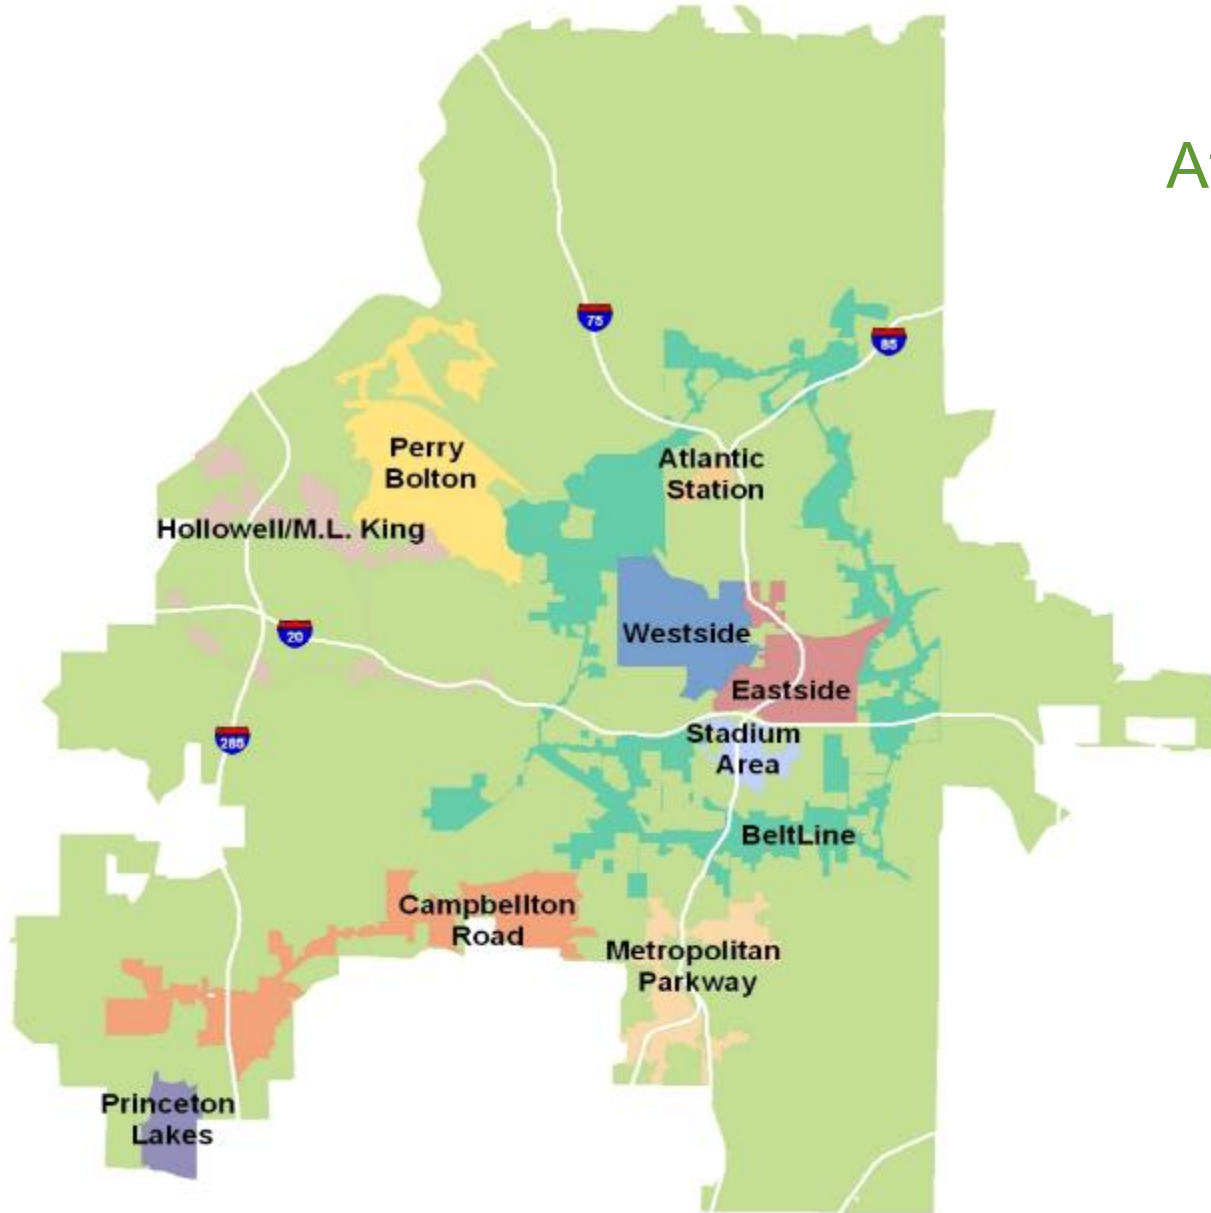 75
85
Perry
Bolton
Atlantic
Station
Hollowell/M.L. King
20
Westside
Eastside
285
Stadium
Area
BeltLine
Campbellton
Road
Metropolitan
Parkway
Princeton
Lakes